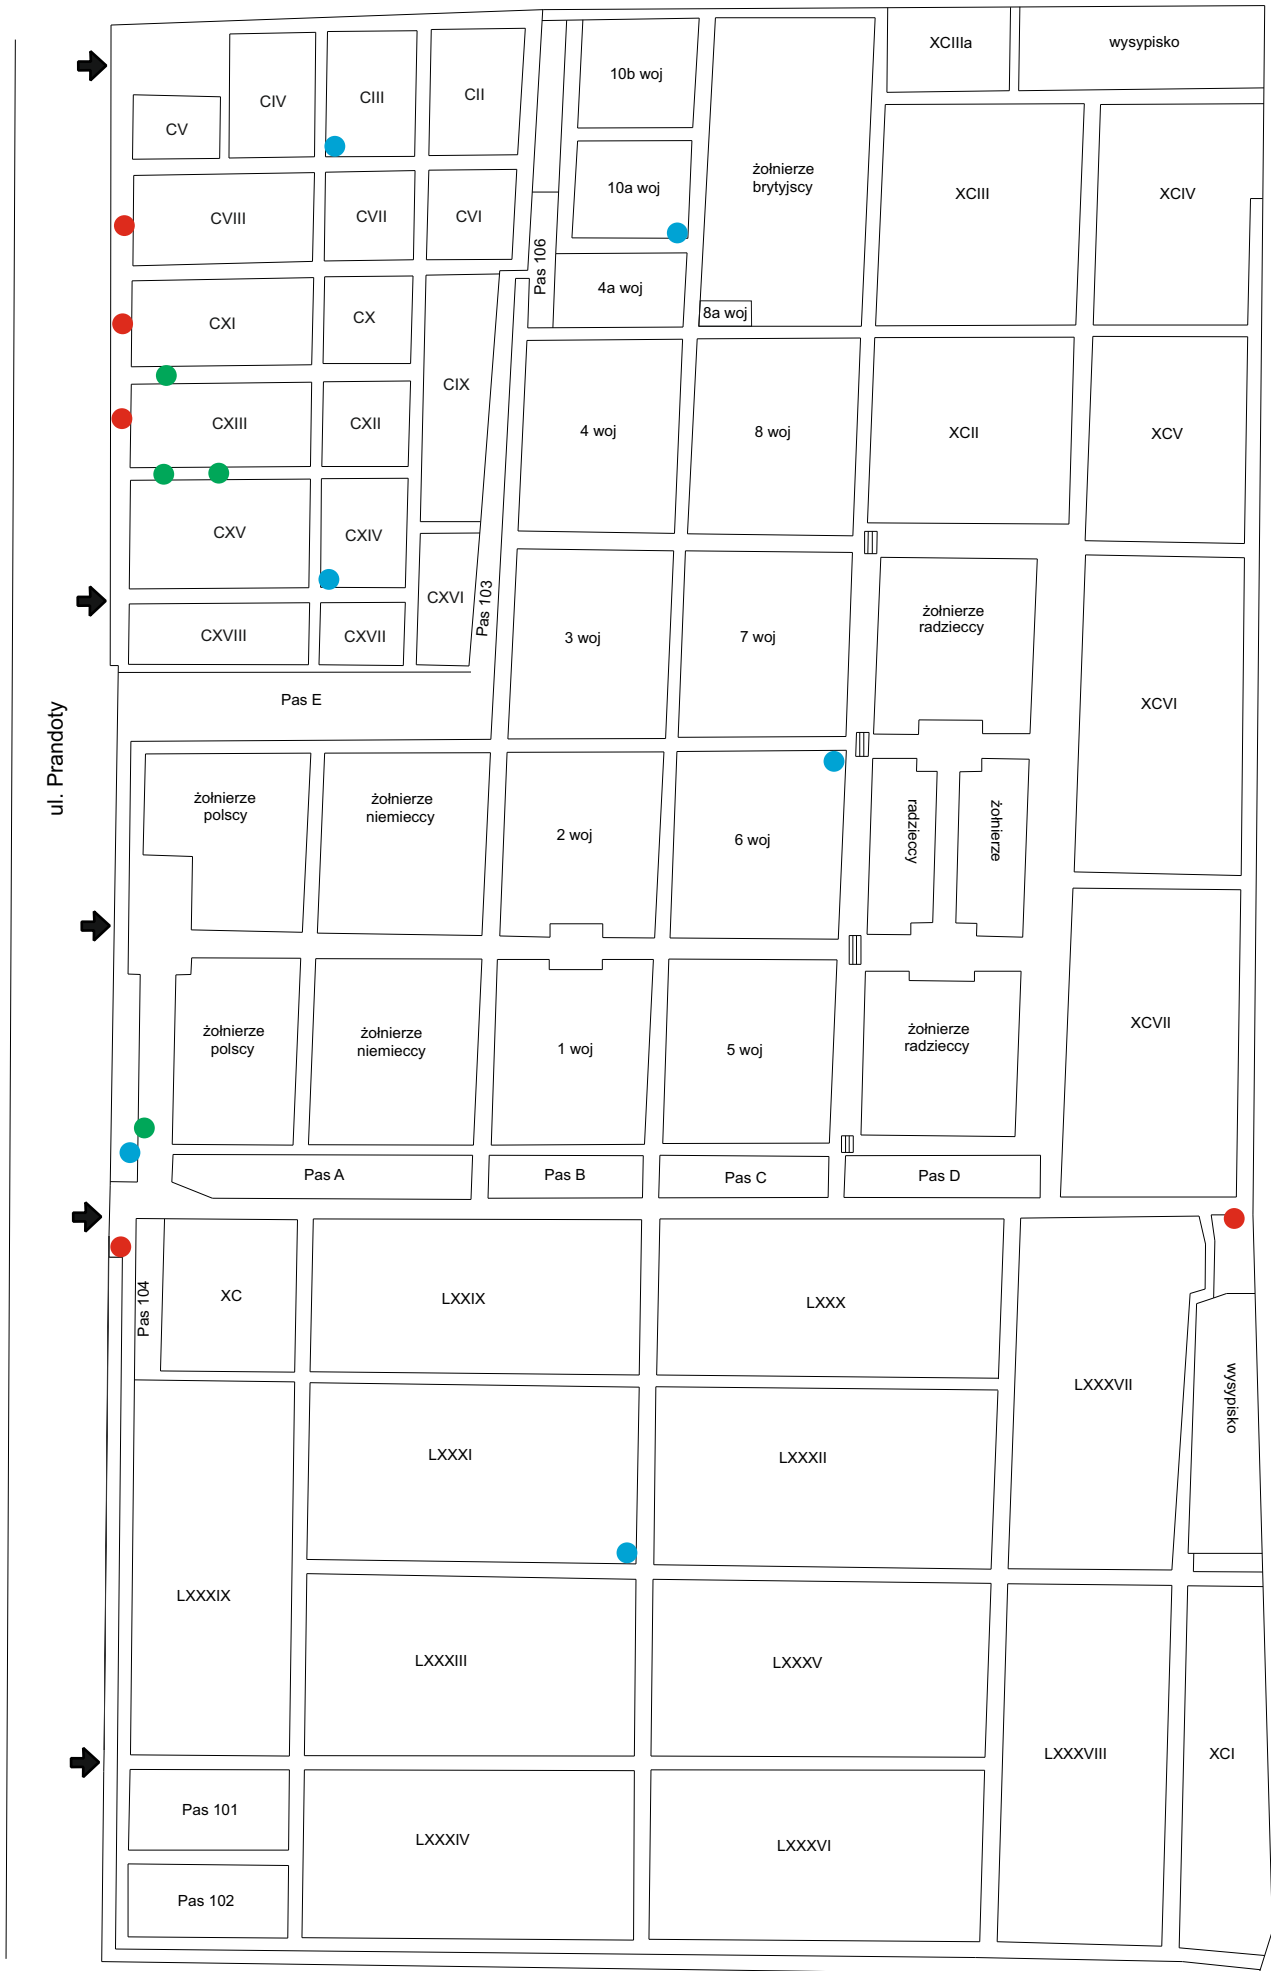 XCIIIa
wysypisko
10b woj
CIV
CIII
CII
CV
10a woj
żołnierze
brytyjscy
XCIII
XCIV
CVIII
CVII
CVI
Pas 106
4a woj
8a woj
CXI
CX
CIX
CXIII
CXII
4 woj
8 woj
XCII
XCV
CXV
CXIV
CXVI
Pas 103
CXVIII
CXVII
3 woj
7 woj
żołnierze
radzieccy
XCVI
Pas E
ul. Prandoty
żołnierze
polscy
żołnierze
niemieccy
2 woj
6 woj
radzieccy
żołnierze
żołnierze
polscy
żołnierze
niemieccy
1 woj
5 woj
żołnierze
radzieccy
XCVII
Pas A
Pas B
Pas C
Pas D
Pas 104
XC
LXXIX
LXXX
LXXXVII
wysypisko
LXXXI
LXXXII
LXXXIX
LXXXIII
LXXXV
LXXXVIII
XCI
Pas 101
LXXXIV
LXXXVI
Pas 102